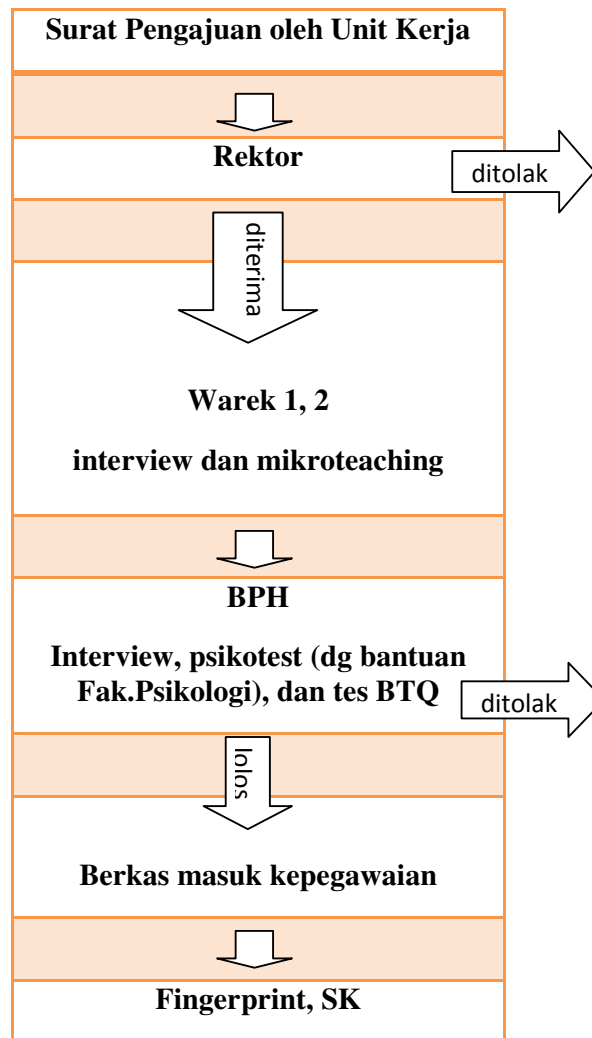 Surat Pengajuan oleh Unit Kerja
Rektor
ditolak
diterima
Warek 1, 2
interview dan mikroteaching
BPH
Interview, psikotest (dg bantuan
Fak.Psikologi), dan tes BTQ
ditolak
lolos
Berkas masuk kepegawaian
Fingerprint, SK